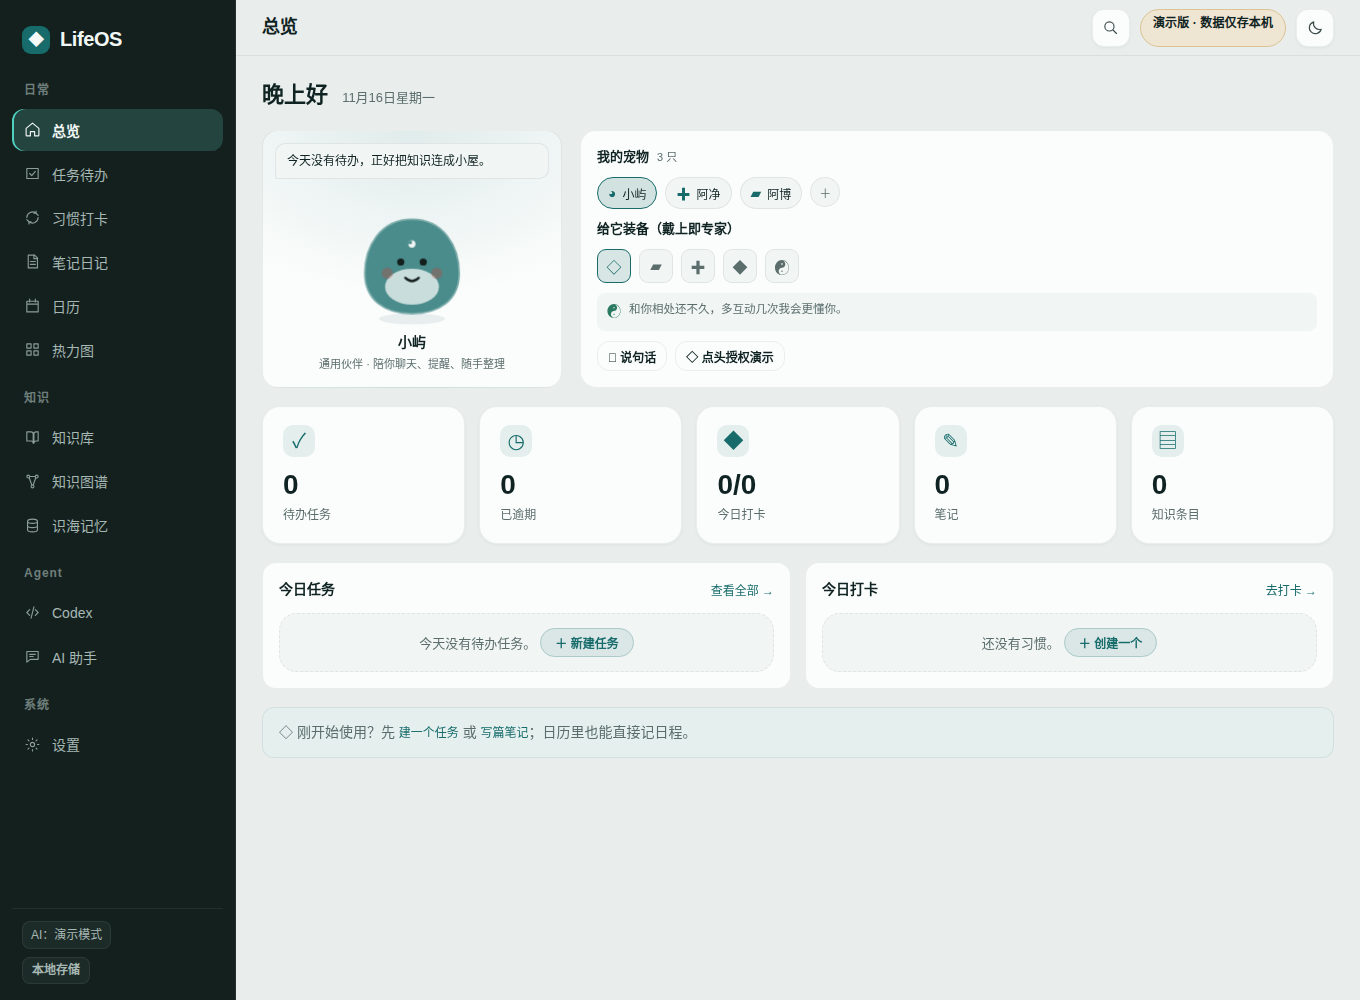 LifeOS
日常
总览
任务待办
习惯打卡
笔记日记
日历
热力图
知识
知识库
知识图谱
识海记忆
Agent
Codex
AI 助手
系统
设置
AI：演示模式
本地存储
总览
演示版 · 数据仅存本机
晚上好 11月16日星期一
今天没有待办，正好把知识连成小屋。
小屿
通用伙伴 · 陪你聊天、提醒、随手整理
我的宠物 3 只
小屿 阿净 阿博 +
给它装备（戴上即专家）
和你相处还不久，多互动几次我会更懂你。
说句话 点头授权演示
0
待办任务
0
已逾期
0/0
今日打卡
0
笔记
0
知识条目
今日任务 查看全部 →
今天没有待办任务。 + 新建任务
今日打卡 去打卡 →
还没有习惯。 + 创建一个
刚开始使用？先 建一个任务 或 写篇笔记；日历里也能直接记日程。